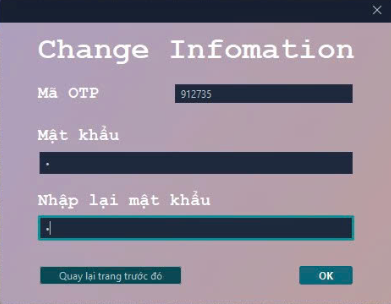 Change Infomation
Mã OTP
912735
Mật khẩu
Nhập lại mật khẩu
Quay lại trang trước đó
OK